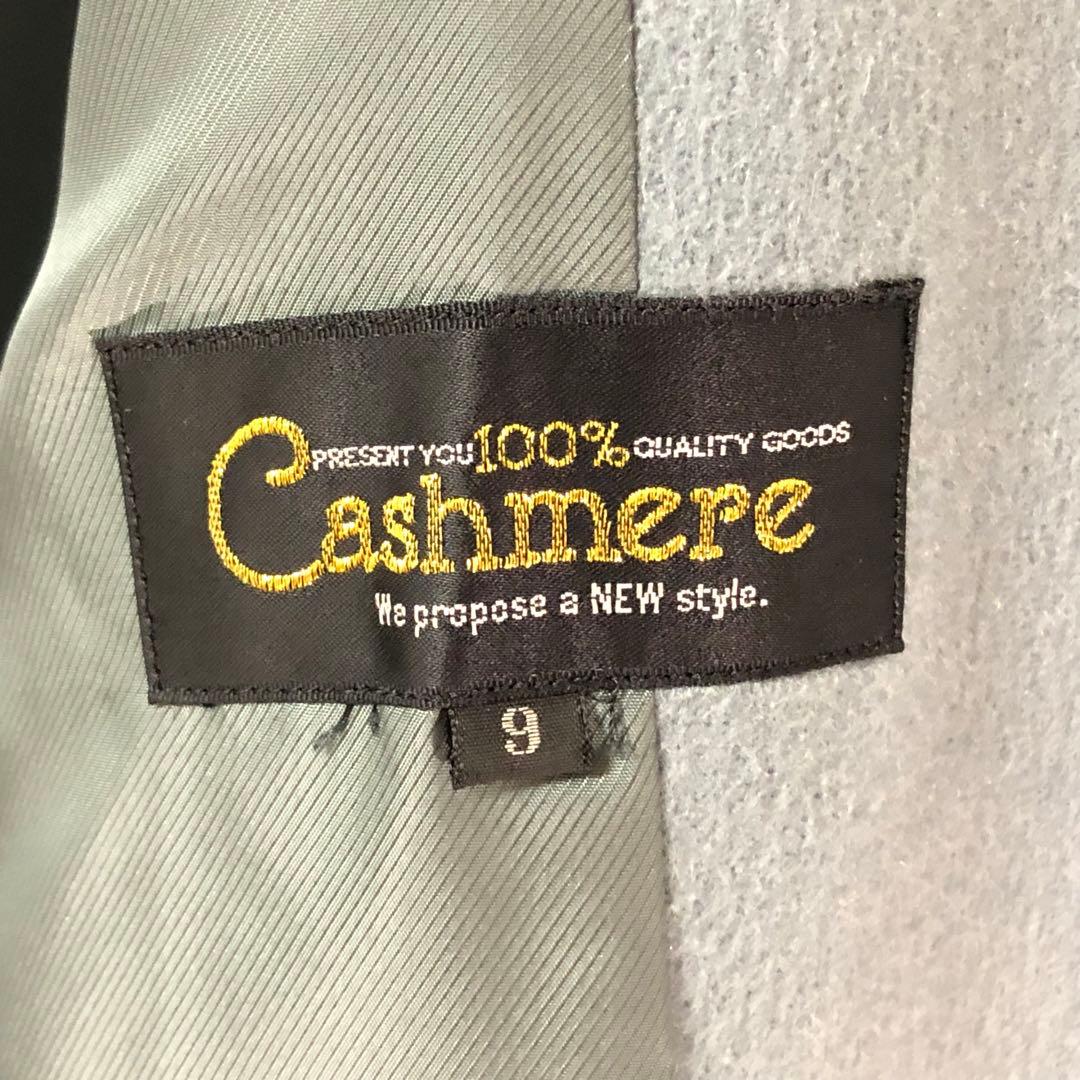 PRESENT YOU 100% QUALITY GOODS
Cashmere
We propose a NEW style.
9